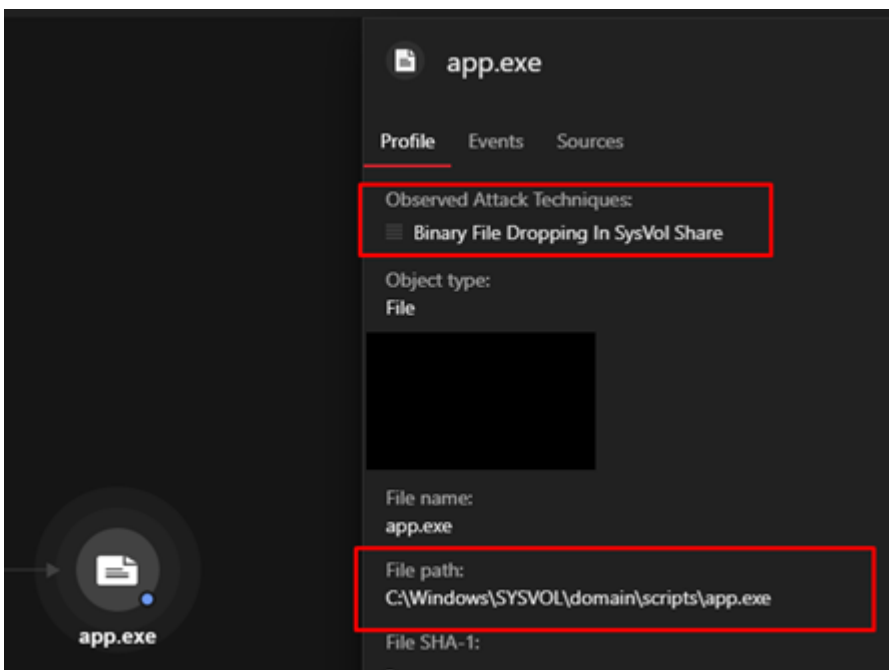 app.exe
Profile Events Sources
Observed Attack Techniques:
Binary File Dropping In SysVol Share
Object type:
File
File name:
app.exe
File path:
C:\Windows\SYSVOL\domain\scripts\app.exe
File SHA-1:
app.exe